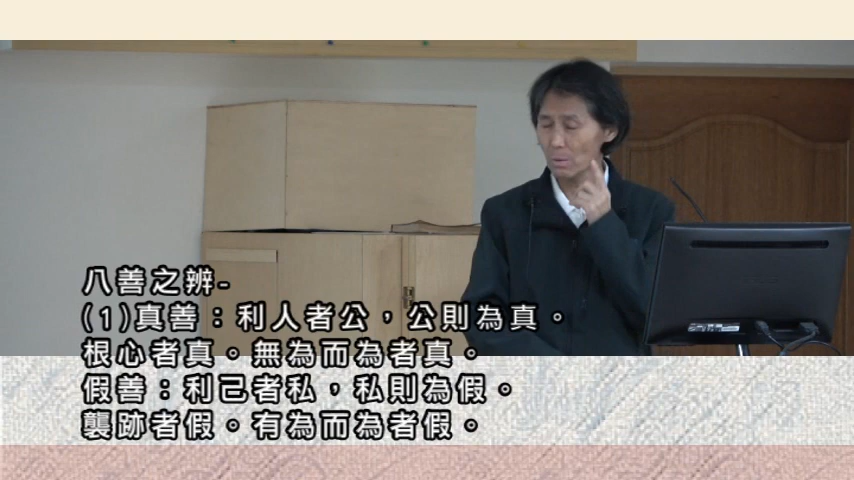 八善之辨-
(1)真善：利人者公，公則為真。
根心者真。無為而為者真。
假善：利己者私，私則為假。
襲跡者假。有為而為者假。